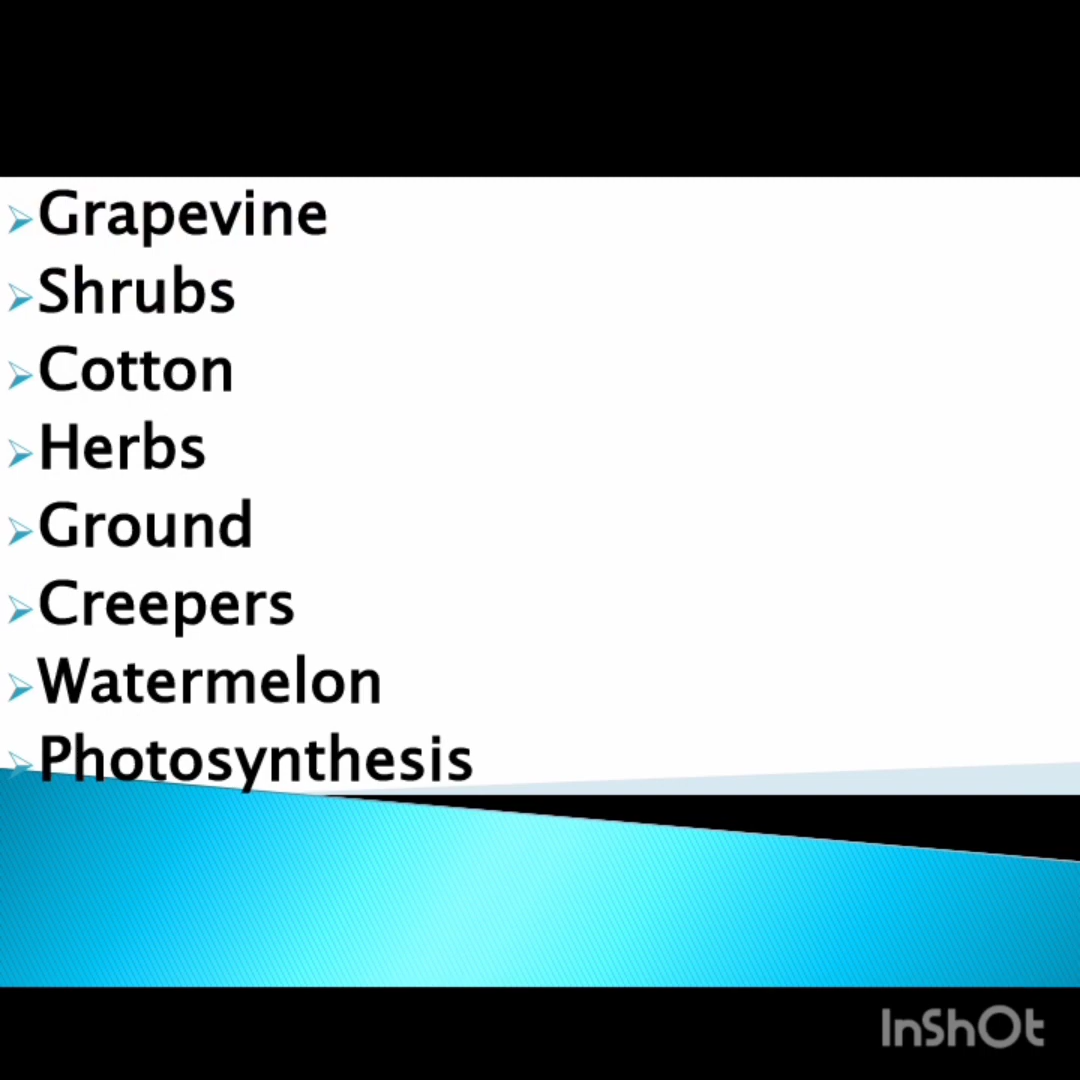 Grapevine
Shrubs
Cotton
Herbs
Ground
Creepers
Watermelon
Photosynthesis
InShOt